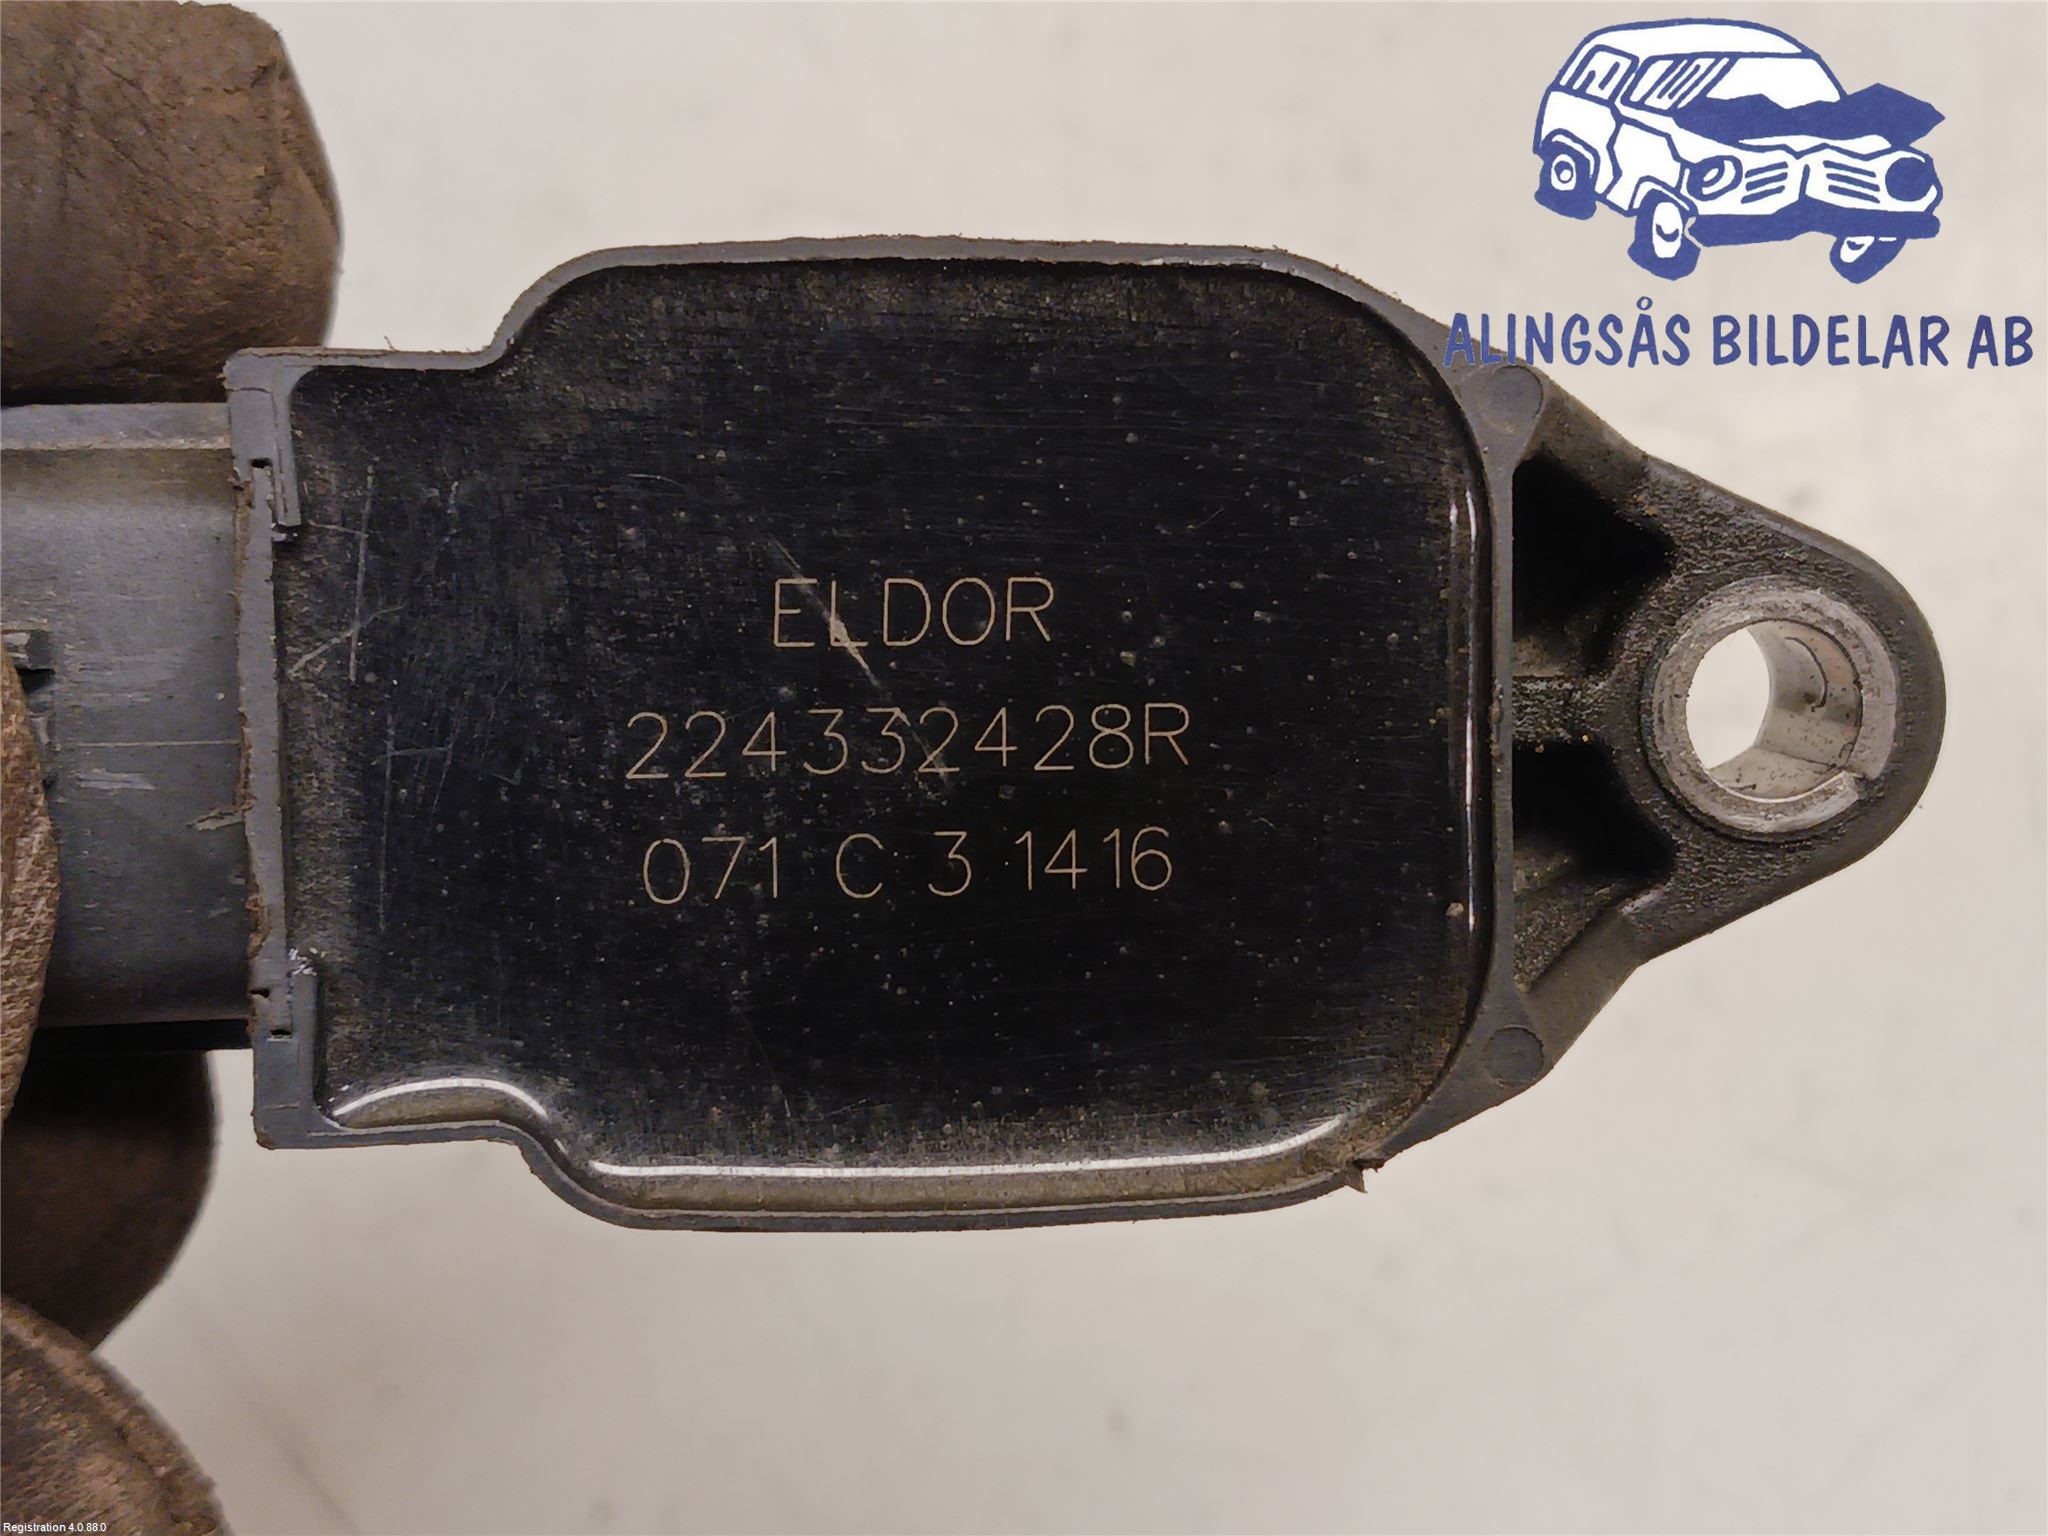 ALINGSÅS BILDELAR AB
ELDOR
224332428R
071 C 3 1416
Registration 4.0.88.0